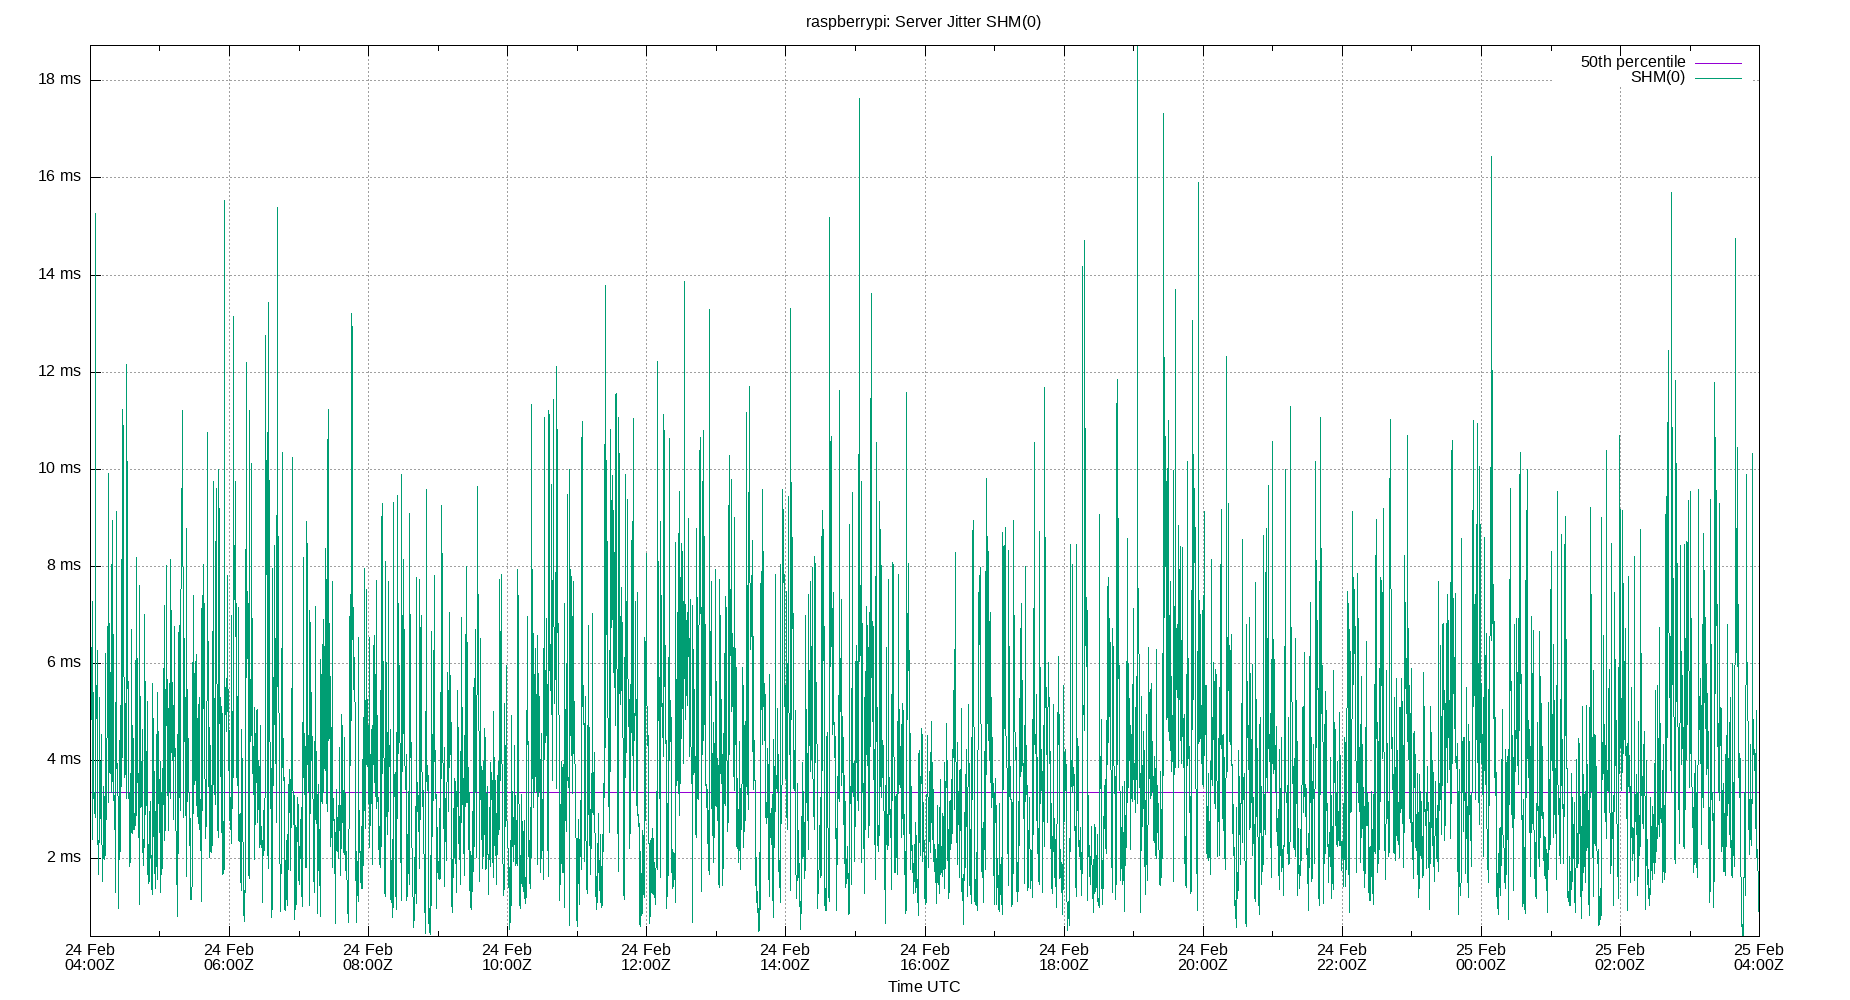 raspberrypi: Server Jitter SHM(0)
50th percentile
SHM(0)
18 ms
16 ms
14 ms
12 ms
10 ms
8 ms
6 ms
4 ms
2 ms
24 Feb 24 Feb 24 Feb 24 Feb 24 Feb 24 Feb 24 Feb 24 Feb 24 Feb 24 Feb 25 Feb 25 Feb 25 Feb
04:00Z 06:00Z 08:00Z 10:00Z 12:00Z 14:00Z 16:00Z 18:00Z 20:00Z 22:00Z 00:00Z 02:00Z 04:00Z
Time UTC